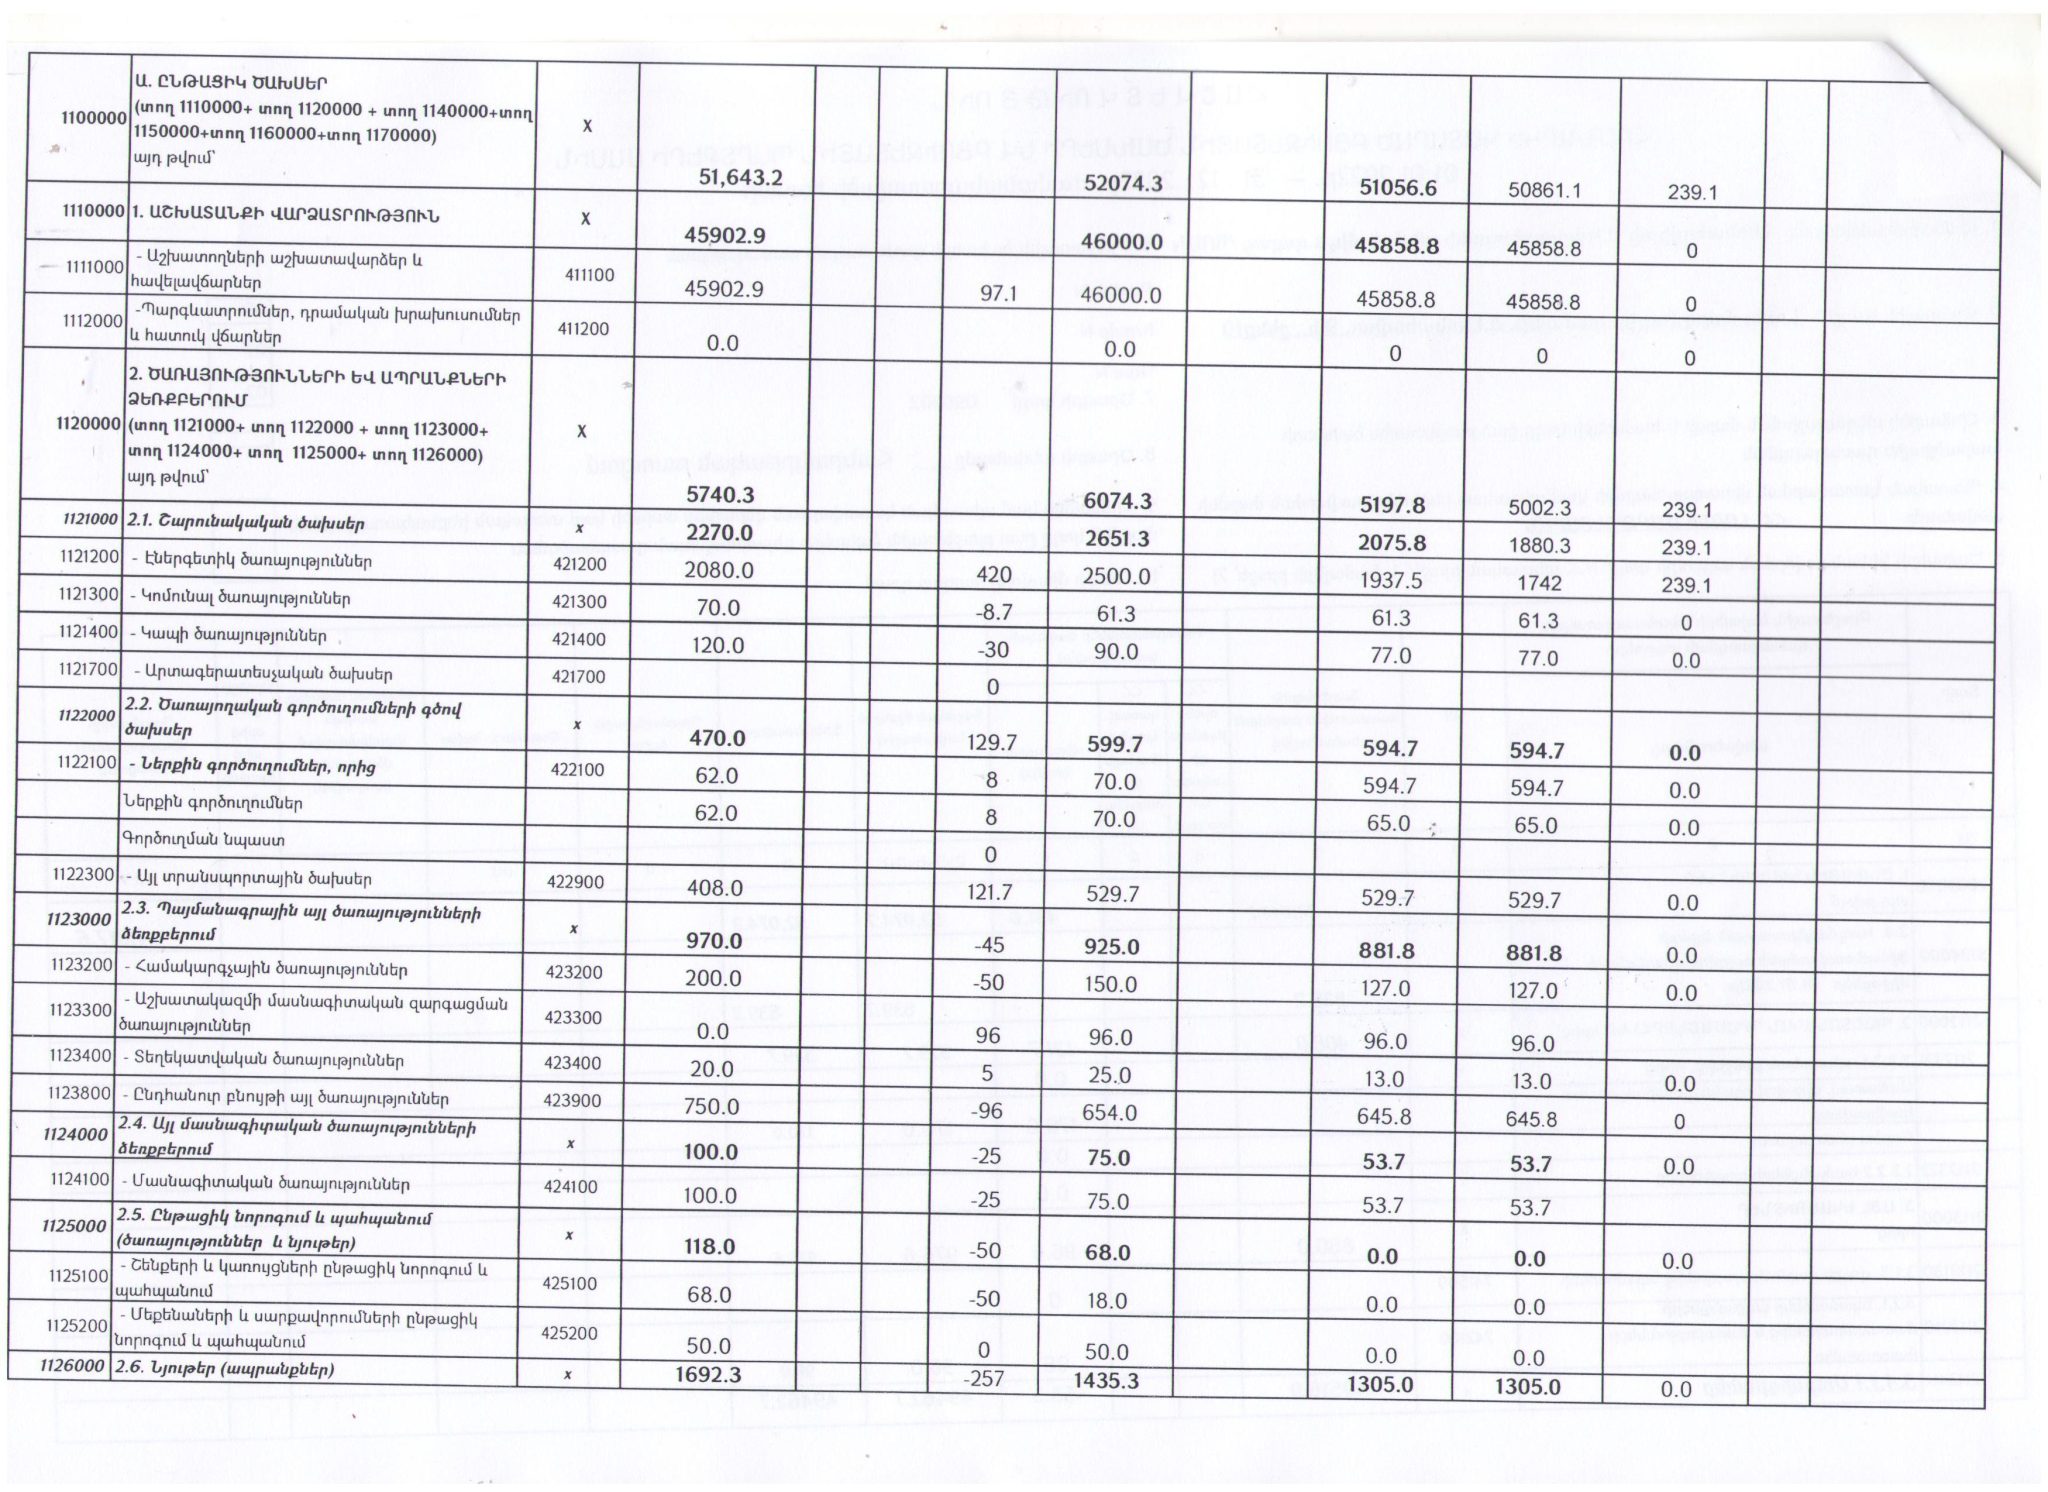 1100000 Ա. ԸՆԹԱՑԻԿ ԾԱԽՍԵՐ
(տող 1110000+ տող 1120000 + տող 1140000+տող
1150000+տող 1160000+տող 1170000)
այդ թվում՝ X 51,643.2 52074.3 51056.6 50861.1 239.1
1110000 1. ԱՇԽԱՏԱՆՔԻ ՎԱՐՁԱՏՐՈՒԹՅՈՒՆ X 45902.9 46000.0 45858.8 45858.8 0
1111000 - Աշխատողների աշխատավարձեր և
հավելավճարներ 411100 45902.9 97.1 46000.0 45858.8 45858.8 0
1112000 -Պարգևատրումներ, դրամական խրախուսումներ
և հատուկ վճարներ 411200 0.0 0.0 0 0 0
1120000 2. ԾԱՌԱՅՈՒԹՅՈՒՆՆԵՐԻ ԵՎ ԱՊՐԱՆՔՆԵՐԻ
ՁԵՌՔԲԵՐՈՒՄ
(տող 1121000+ տող 1122000 + տող 1123000+
տող 1124000+ տող 1125000+ տող 1126000)
այդ թվում՝ X 5740.3 6074.3 5197.8 5002.3 239.1
1121000 2.1. Շարունակական ծախսեր x 2270.0 2651.3 2075.8 1880.3 239.1
1121200 - Էներգետիկ ծառայություններ 421200 2080.0 420 2500.0 1937.5 1742 239.1
1121300 - Կոմունալ ծառայություններ 421300 70.0 -8.7 61.3 61.3 61.3 0
1121400 - Կապի ծառայություններ 421400 120.0 -30 90.0 77.0 77.0 0.0
1121700 - Արտագերատեսչական ծախսեր 421700 0
1122000 2.2. Ծառայողական գործուղումների գծով
ծախսեր x 470.0 129.7 599.7 594.7 594.7 0.0
1122100 - Ներքին գործուղումներ, որից 422100 62.0 8 70.0 594.7 594.7 0.0
Ներքին գործուղումներ 62.0 8 70.0 65.0 65.0 0.0
Գործուղման նպաստ 0
1122300 - Այլ տրանսպորտային ծախսեր 422900 408.0 121.7 529.7 529.7 529.7 0.0
1123000 2.3. Պայմանագրային այլ ծառայությունների
ձեռքբերում x 970.0 -45 925.0 881.8 881.8 0.0
1123200 - Համակարգչային ծառայություններ 423200 200.0 -50 150.0 127.0 127.0 0.0
1123300 - Աշխատակազմի մասնագիտական զարգացման
ծառայություններ 423300 0.0 96 96.0 96.0 96.0
1123400 - Տեղեկատվական ծառայություններ 423400 20.0 5 25.0 13.0 13.0 0.0
1123800 - Ընդհանուր բնույթի այլ ծառայություններ 423900 750.0 -96 654.0 645.8 645.8 0
1124000 2.4. Այլ մասնագիտական ծառայությունների
ձեռքբերում x 100.0 -25 75.0 53.7 53.7 0.0
1124100 - Մասնագիտական ծառայություններ 424100 100.0 -25 75.0 53.7 53.7
1125000 2.5. Ընթացիկ նորոգում և պահպանում
(ծառայություններ և նյութեր) x 118.0 -50 68.0 0.0 0.0 0.0
1125100 - Շենքերի և կառույցների ընթացիկ նորոգում և
պահպանում 425100 68.0 -50 18.0 0.0 0.0
1125200 - Մեքենաների և սարքավորումների ընթացիկ
նորոգում և պահպանում 425200 50.0 0 50.0 0.0 0.0
1126000 2.6. Նյութեր (ապրանքներ) x 1692.3 -257 1435.3 1305.0 1305.0 0.0